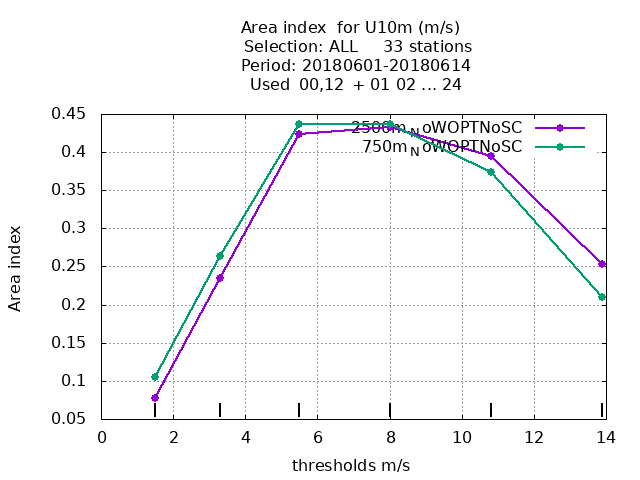 Area index  for U10m (m/s)
Selection: ALL     33 stations
Period: 20180601-20180614
Used  00,12  + 01 02 ... 24
0.45
0.4
0.35
0.3
0.25
0.2
0.15
0.1
0.05
Area index
2500m_NoWOPTNoSC
750m_NoWOPTNoSC
0 2 4 6 8 10 12 14
thresholds m/s